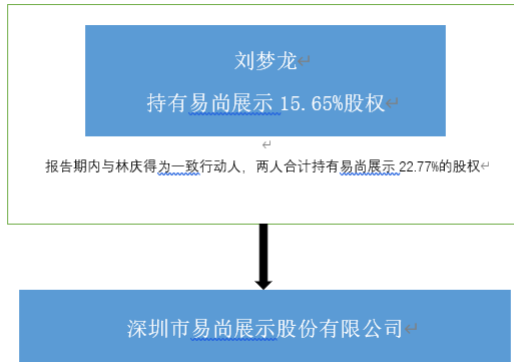 刘梦龙
持有易尚展示 15.65%股权
报告期内与林庆得为一致行动人，两人合计持有易尚展示 22.77%的股权
深圳市易尚展示股份有限公司